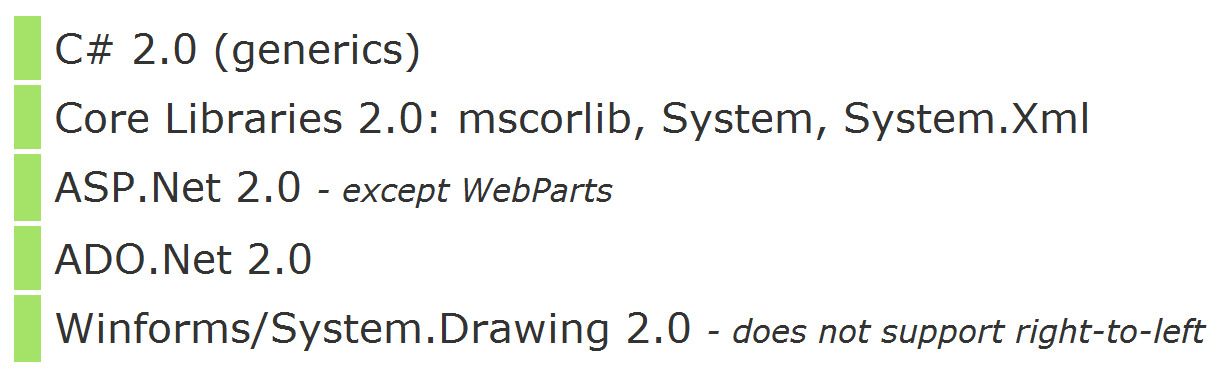 C# 2.0 (generics)
Core Libraries 2.0: mscorlib, System, System.Xml
ASP.Net 2.0 - except WebParts
ADO.Net 2.0
Winforms/System.Drawing 2.0 - does not support right-to-left